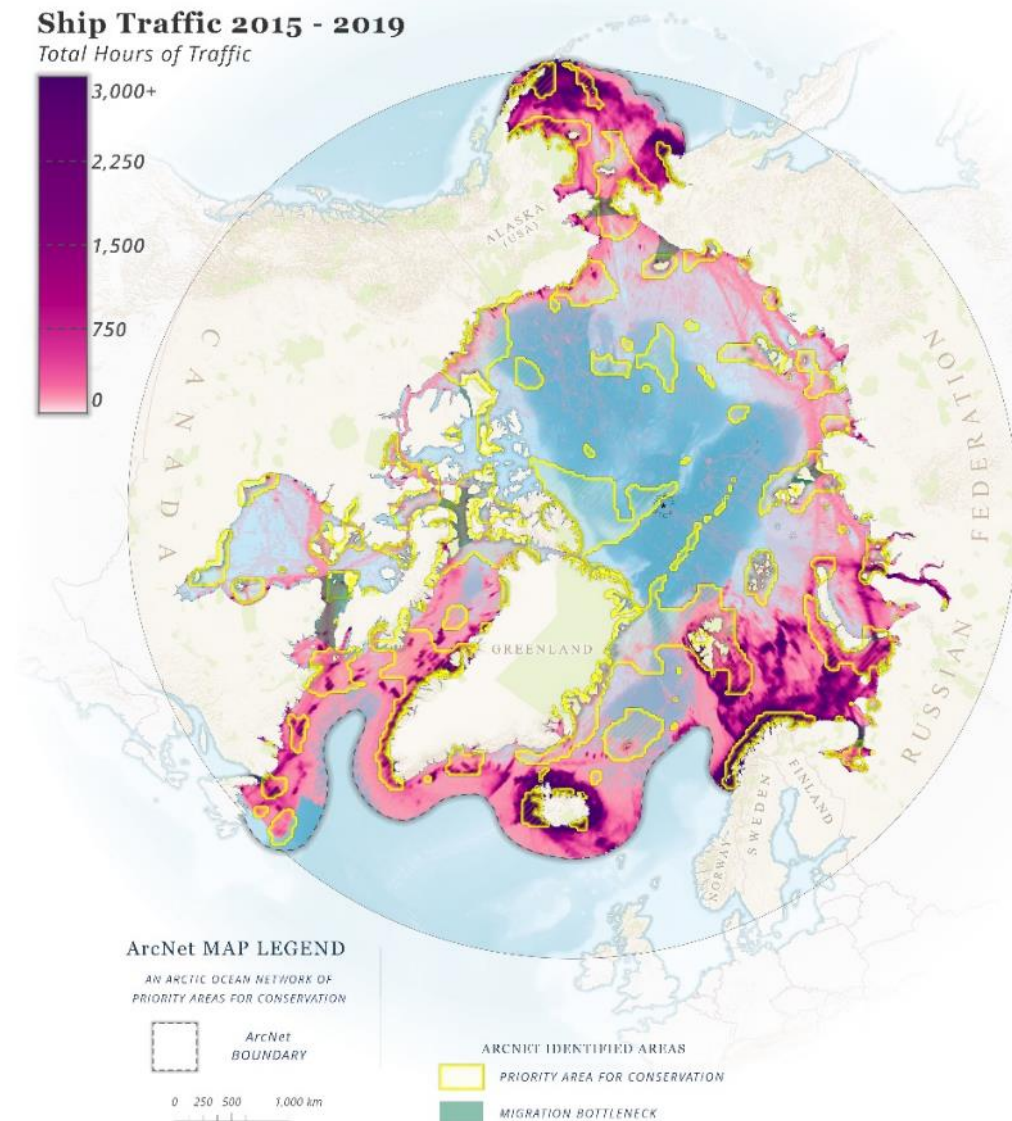 Ship Traffic 2015 - 2019
Total Hours of Traffic
3,000+
2,250
1,500
750
0
ALASKA
(USA)
CANADA
RUSSIAN FEDERATION
GREENLAND
NORWAY
SWEDEN
FINLAND
ArcNet MAP LEGEND
AN ARCTIC OCEAN NETWORK OF
PRIORITY AREAS FOR CONSERVATION
ArcNet
BOUNDARY
0 250 500 1,000 km
ARCNET IDENTIFIED AREAS
PRIORITY AREA FOR CONSERVATION
MIGRATION BOTTLENECK